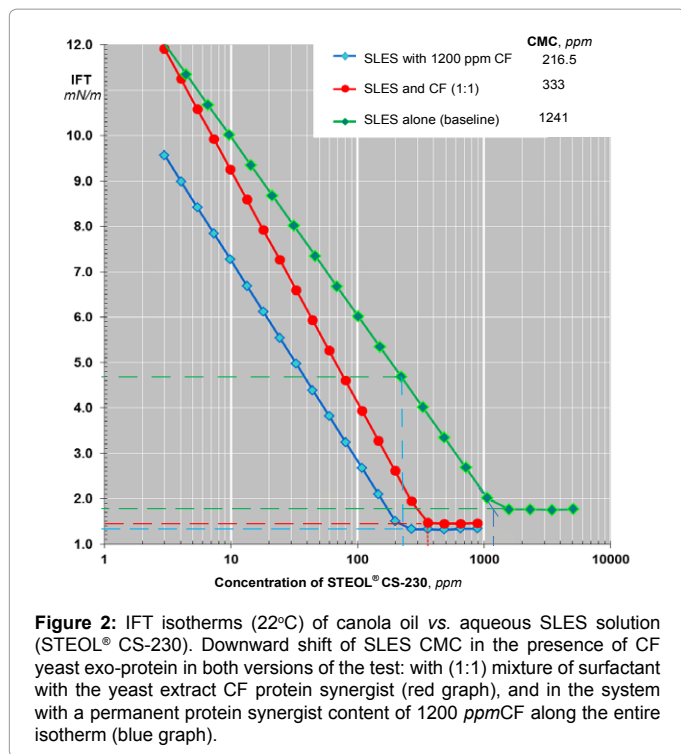 12.0
IFT
mN/m
10.0
9.0
8.0
7.0
6.0
5.0
4.0
3.0
2.0
1.0
1
10
100
1000
10000
CMC, ppm
SLES with 1200 ppm CF
216.5
SLES and CF (1:1)
333
SLES alone (baseline)
1241
Concentration of STEOL® CS-230, ppm
Figure 2: IFT isotherms (22°C) of canola oil vs. aqueous SLES solution
(STEOL® CS-230). Downward shift of SLES CMC in the presence of CF
yeast exo-protein in both versions of the test: with (1:1) mixture of surfactant
with the yeast extract CF protein synergist (red graph), and in the system
with a permanent protein synergist content of 1200 ppmCF along the entire
isotherm (blue graph).